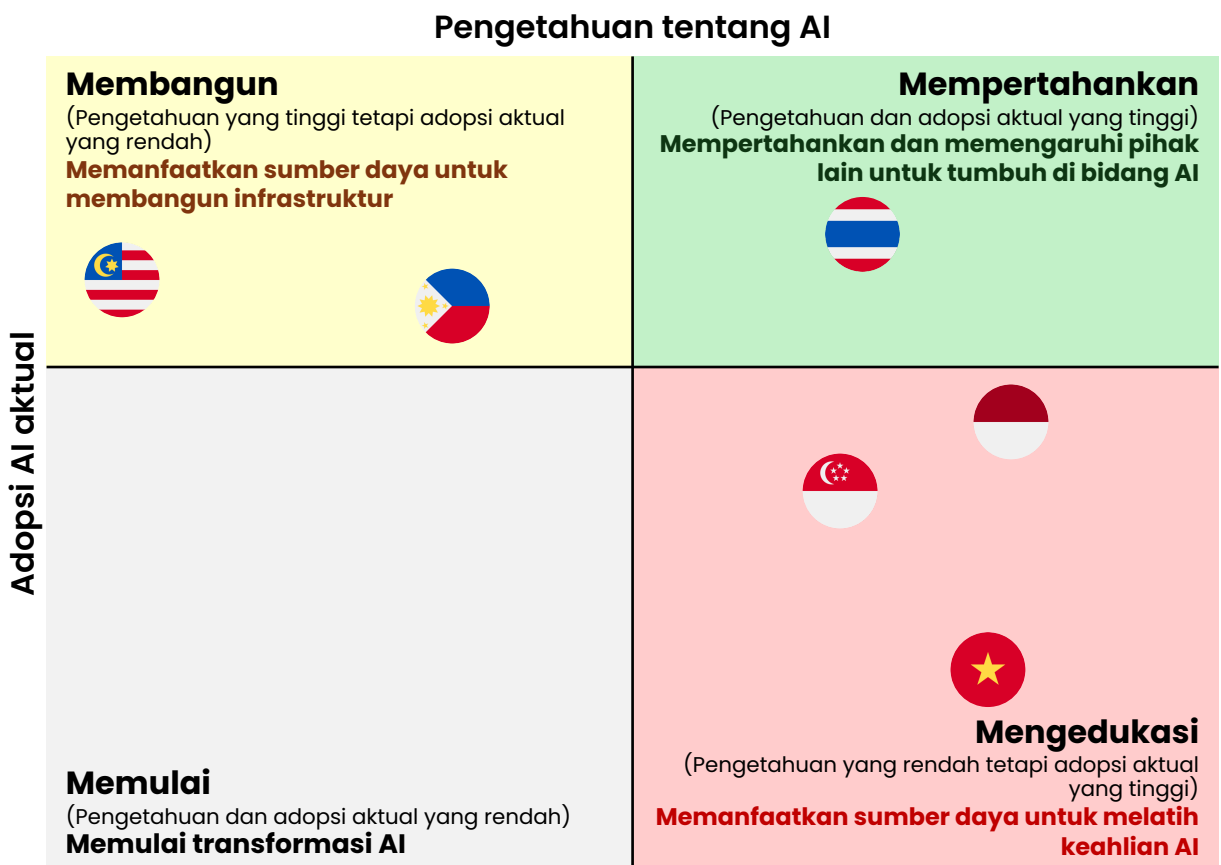 Pengetahuan tentang AI
Membangun
(Pengetahuan yang tinggi tetapi adopsi aktual
yang rendah)
Memanfaatkan sumber daya untuk
membangun infrastruktur
Mempertahankan
(Pengetahuan dan adopsi aktual yang tinggi)
Mempertahankan dan memengaruhi pihak
lain untuk tumbuh di bidang AI
Adopsi AI aktual
Memulai
(Pengetahuan dan adopsi aktual yang rendah)
Memulai transformasi AI
Mengedukasi
(Pengetahuan yang rendah tetapi adopsi aktual
yang tinggi)
Memanfaatkan sumber daya untuk melatih
keahlian AI